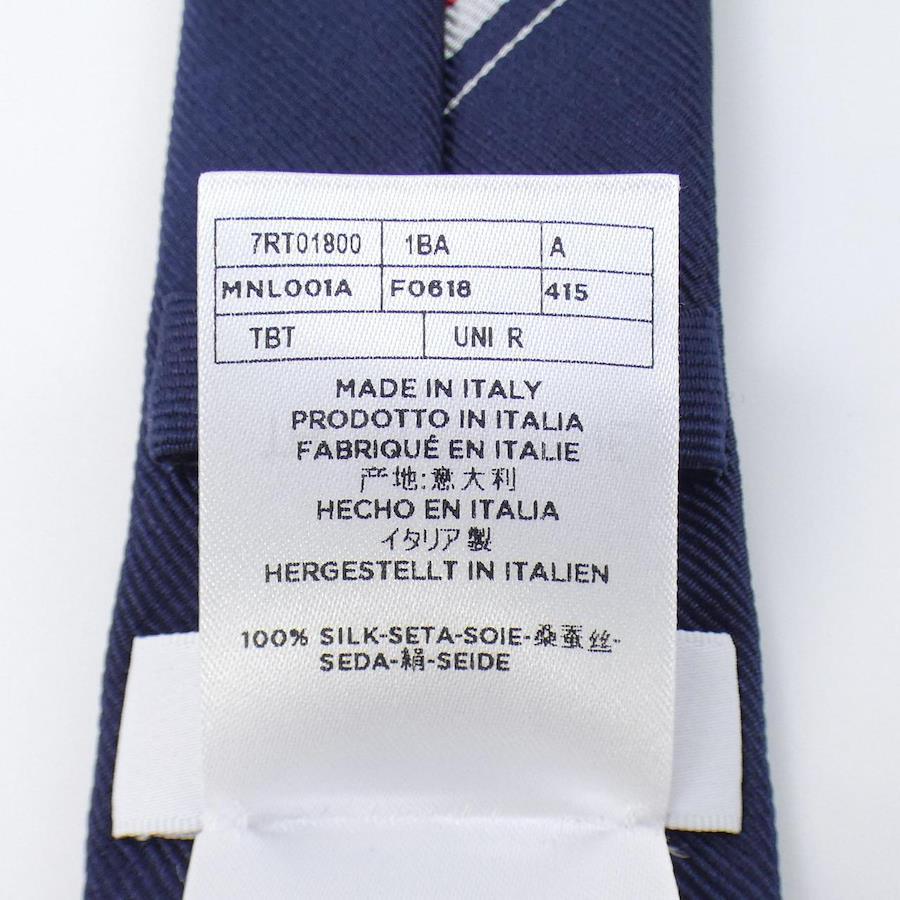 7RT01800 1BA A
MNL001A F0618 415
TBT UNI R
MADE IN ITALY
PRODOTTO IN ITALIA
FABRIQUÉ EN ITALIE
产地:意大利
HECHO EN ITALIA
イタリア製
HERGESTELLT IN ITALIEN
100% SILK-SETA-SOIE-桑蚕丝-
SEDA-絹-SEIDE